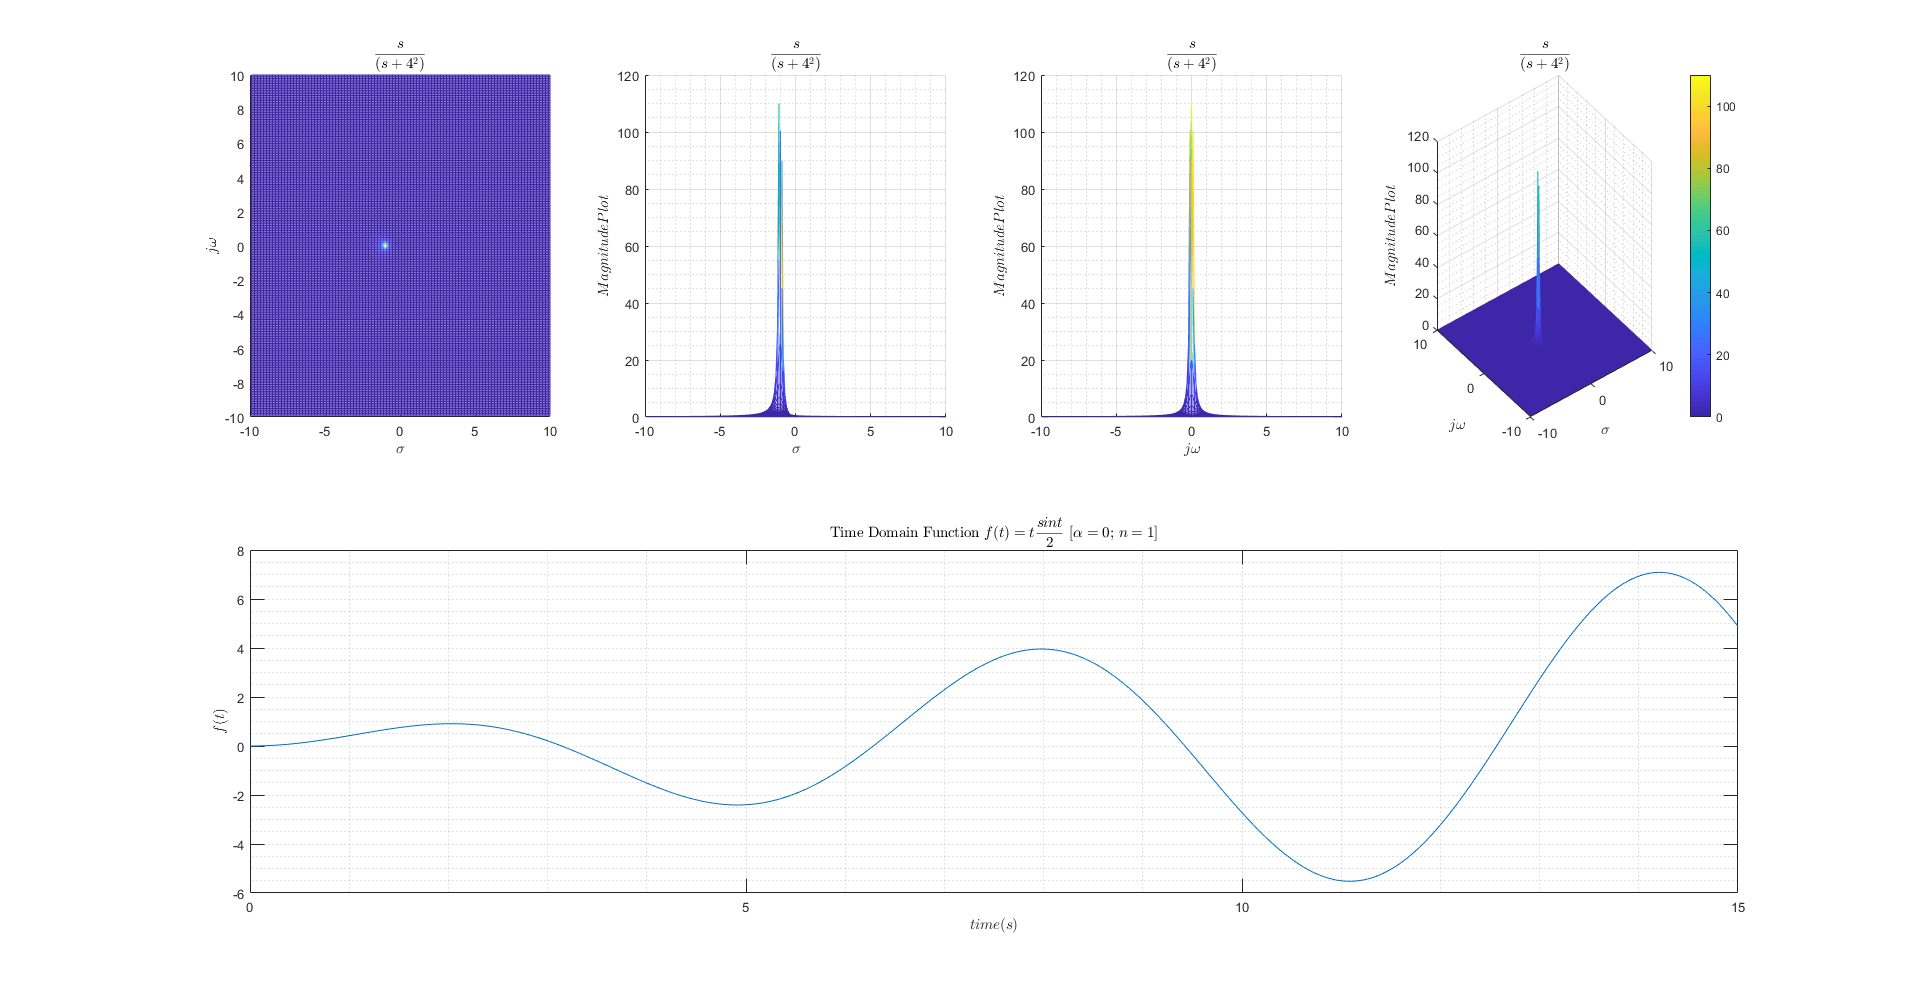 s
(s + 4²)
10
8
6
4
2
0
-2
-4
-6
-8
-10
-10 -5 0 5 10
σ
jω
s
(s + 4²)
120
100
80
60
40
20
0
-10 -5 0 5 10
σ
MagnitudePlot
s
(s + 4²)
120
100
80
60
40
20
0
-10 -5 0 5 10
jω
MagnitudePlot
s
(s + 4²)
120
100
80
60
40
20
0
10
0
-10
-10
0
10
jω
σ
MagnitudePlot
100
80
60
40
20
0
Time Domain Function f(t) = t sint/2 [α = 0; n = 1]
8
6
4
2
0
-2
-4
-6
0 5 10 15
time(s)
f(t)